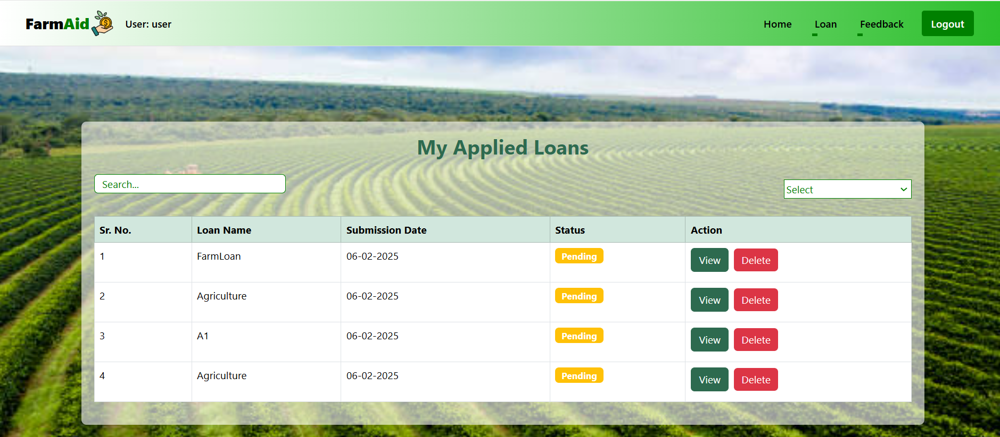 FarmAid User: user Home Loan Feedback Logout
My Applied Loans
Search...
Select
Sr. No. Loan Name Submission Date Status Action
1 FarmLoan 06-02-2025 Pending View Delete
2 Agriculture 06-02-2025 Pending View Delete
3 A1 06-02-2025 Pending View Delete
4 Agriculture 06-02-2025 Pending View Delete